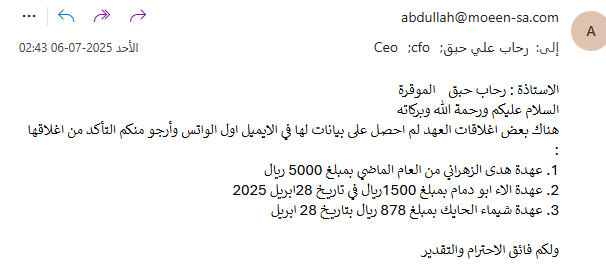 abdullah@moeen-sa.com
A
إلى: رحاب علي حبق; cfo; Ceo
الأحد 2025-07-06 02:43
الاستاذة : رحاب حبق الموقرة
السلام عليكم ورحمة الله وبركاته
هناك بعض اغلاقات العهد لم احصل على بيانات لها في الايميل اول الواتس وأرجو منكم التأكد من اغلاقها
:
1. عهدة هدى الزهراني من العام الماضي بمبلغ 5000 ريال
2. عهدة الاء ابو دمام بمبلغ 1500ريال في تاريخ 28ابريل 2025
3. عهدة شيماء الحايك بمبلغ 878 ريال بتاريخ 28 ابريل
ولكم فائق الاحترام والتقدير